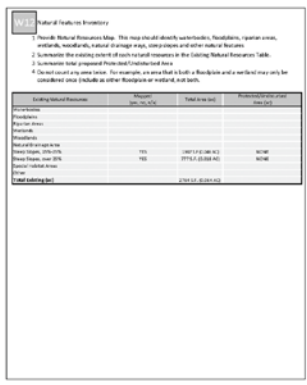 W12 Natural Features Inventory
1 Provide Natural Resources Map. This map should identify waterbodies, floodplains, riparian areas,
wetlands, woodlands, natural drainage ways, steep slopes and other natural features
2 Summarize the existing extent of each natural resources in the Existing Natural Resources Table.
3 Summarize total proposed Protected/Undisturbed Area
4 Do not count any area twice. For example, an area that is both a floodplain and a wetland may only be
considered once (include as either floodplain or wetland, not both.
Existing Natural Resources Mapped Total Area (ac) Protected/Undisturbed
(yes, no, n/a) Area (ac)
Waterbodies
Floodplains
Riparian Areas
Wetlands
Woodlands
Natural Drainage Area
Steep Slopes, 15%-25% YES NONE
Steep Slopes, over 25% YES NONE
Special Habitat Areas
Other
Total Existing (ac)